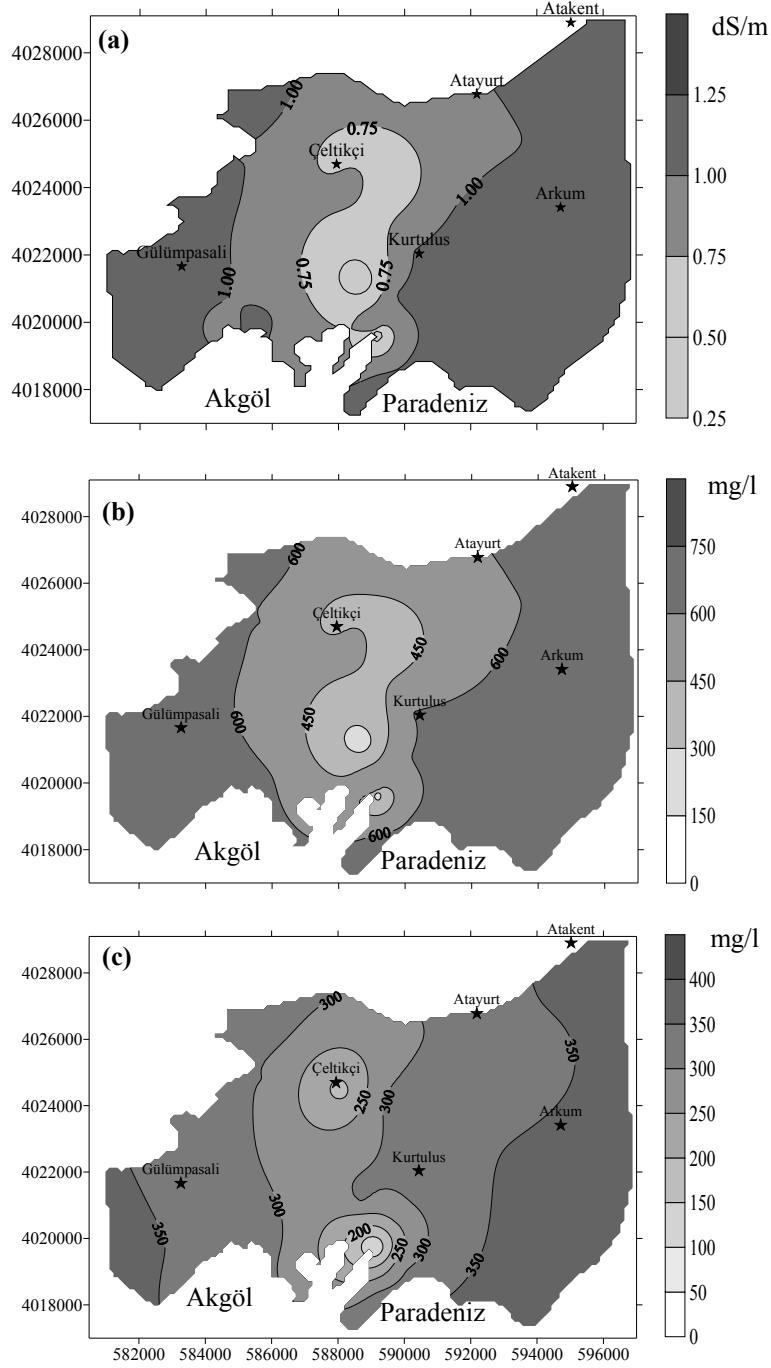 Atakent
dS/m
(a)
4028000
Atayurt
1.00
1.25
4026000
0.75
1.00
Çeltikçi
4024000
1.00
Arkum
0.75
Gülümpasali
Kurtulus
4022000
0.75
0.75
1.00
0.50
4020000
4018000
Akgöl
Paradeniz
0.25
Atakent
mg/l
(b)
4028000
Atayurt
600
750
4026000
Çeltikçi
600
450
4024000
600
Arkum
450
Gülümpasali
Kurtulus
4022000
600
450
300
4020000
150
600
4018000
Akgöl
Paradeniz
0
Atakent
mg/l
(c)
4028000
400
300
Atayurt
350
350
4026000
300
Çeltikçi
250
300
250
4024000
Arkum
200
Gülümpasali
Kurtulus
4022000
150
300
350
200
250
300
100
4020000
350
50
4018000
Akgöl
Paradeniz
0
582000 584000 586000 588000 590000 592000 594000 596000